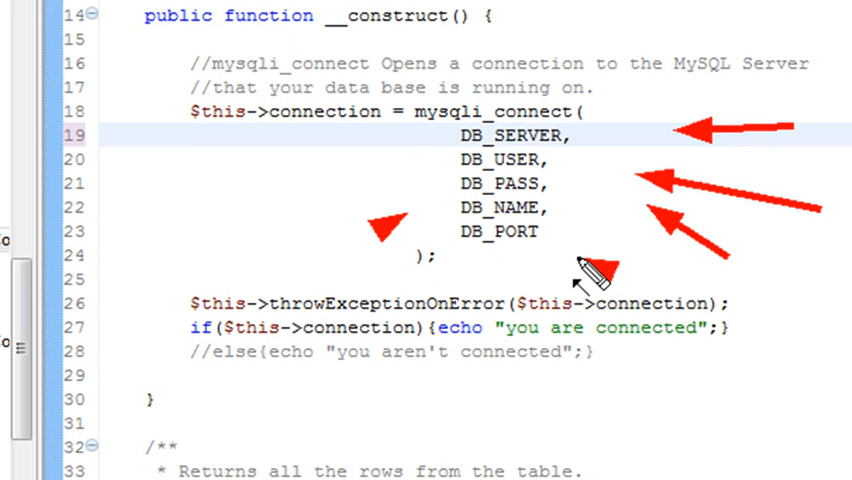 14 public function __construct() {
15
16 //mysqli_connect Opens a connection to the MySQL Server
17 //that your data base is running on.
18 $this->connection = mysqli_connect(
19 DB_SERVER,
20 DB_USER,
21 DB_PASS,
22 DB_NAME,
23 DB_PORT
24 );
25
26 $this->throwExceptionOnError($this->connection);
27 if($this->connection){echo "you are connected";}
28 //else{echo "you aren't connected";}
29
30 }
31
32 /**
33 * Returns all the rows from the table.